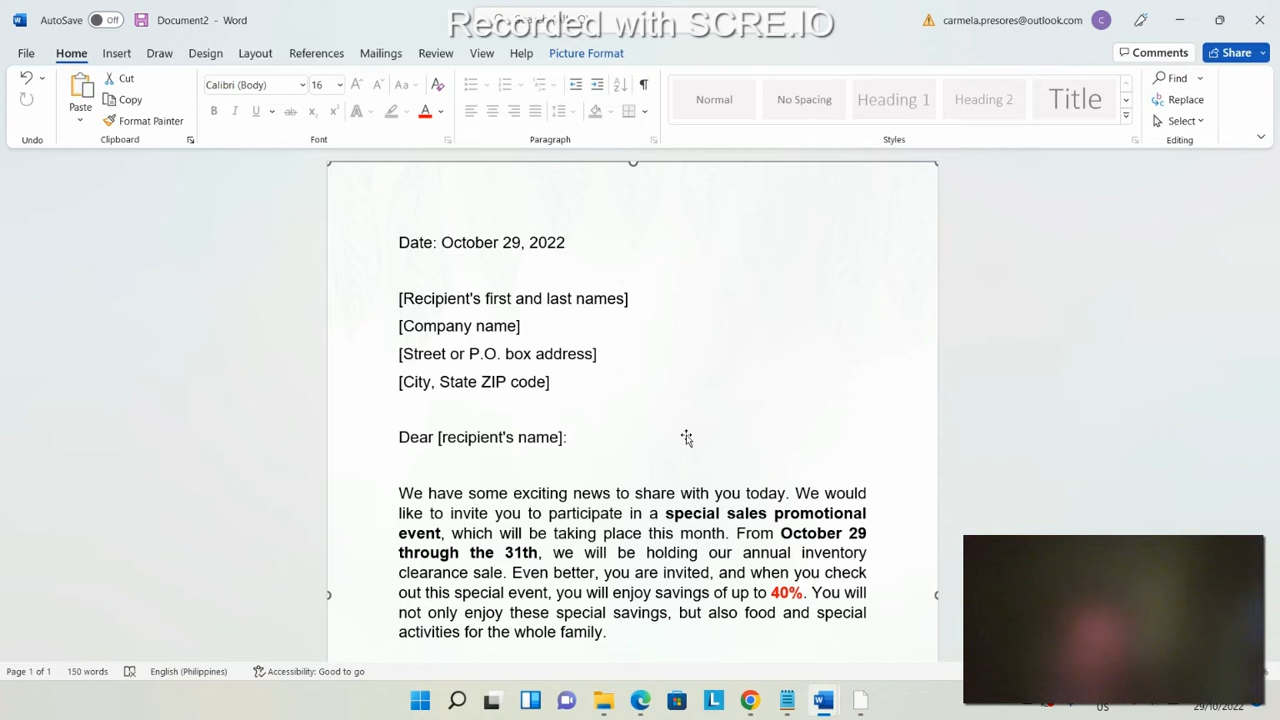 AutoSave Off Document2 - Word
Recorded with SCRE.IO
carmela.presores@outlook.com C
File Home Insert Draw Design Layout References Mailings Review View Help Picture Format
Comments Share
Paste
Cut
Copy
Format Painter
Calibri (Body) 16
Normal No Spacing Heading 1 Heading 2 Title
Find
Replace
Select
Undo Clipboard Font Paragraph Styles Editing
Date: October 29, 2022
[Recipient's first and last names]
[Company name]
[Street or P.O. box address]
[City, State ZIP code]
Dear [recipient's name]:
We have some exciting news to share with you today. We would
like to invite you to participate in a special sales promotional
event, which will be taking place this month. From October 29
through the 31th, we will be holding our annual inventory
clearance sale. Even better, you are invited, and when you check
out this special event, you will enjoy savings of up to 40%. You will
not only enjoy these special savings, but also food and special
activities for the whole family.
Page 1 of 1 150 words English (Philippines) Accessibility: Good to go
US
29/10/2022